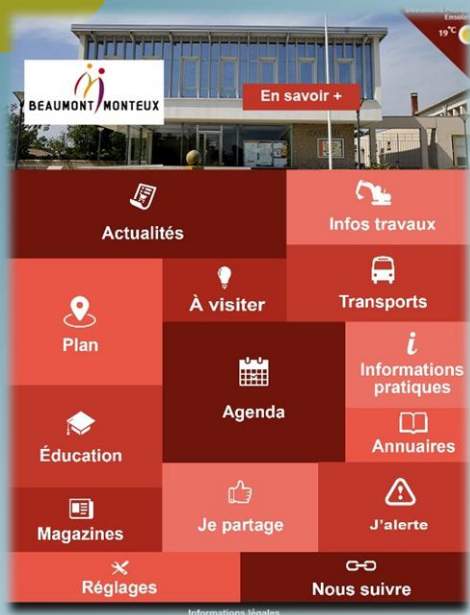 Ensolei
19°C
BEAUMONT MONTEUX
En savoir +
Actualités
Infos travaux
Plan
À visiter
Transports
Agenda
Informations
pratiques
Éducation
Annuaires
Magazines
Je partage
J'alerte
Réglages
Nous suivre
Informations légales